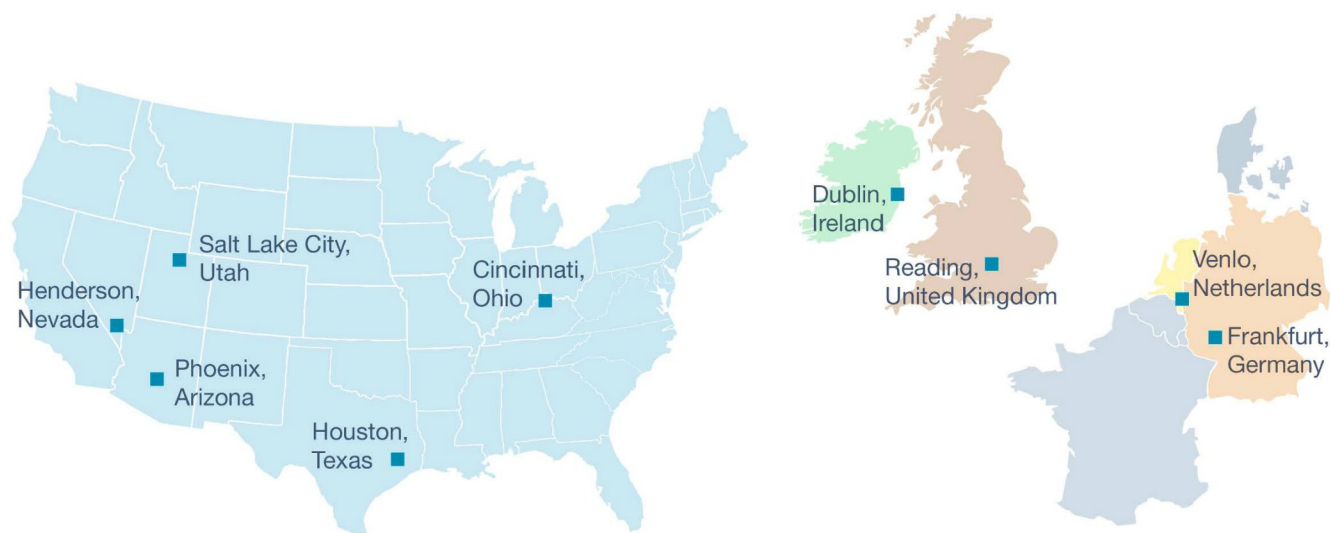 Salt Lake City,
Utah
Henderson,
Nevada
Phoenix,
Arizona
Houston,
Texas
Cincinnati,
Ohio
Dublin,
Ireland
Reading,
United Kingdom
Venlo,
Netherlands
Frankfurt,
Germany